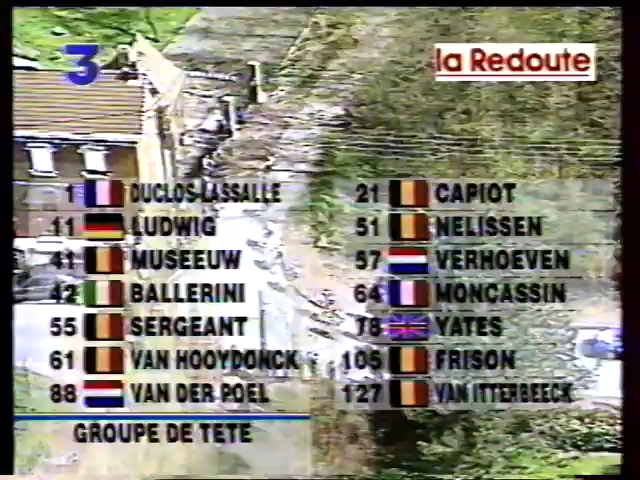 3
la Redoute
1 DUCLOS-LASSALLE
11 LUDWIG
41 MUSEEUW
42 BALLERINI
55 SERGEANT
61 VAN HOOYDONCK
88 VAN DER POEL
21 CAPIOT
51 NELISSEN
57 VERHOEVEN
64 MONCASSIN
78 YATES
105 FRISON
127 VAN ITTERBEECK
GROUPE DE TETE